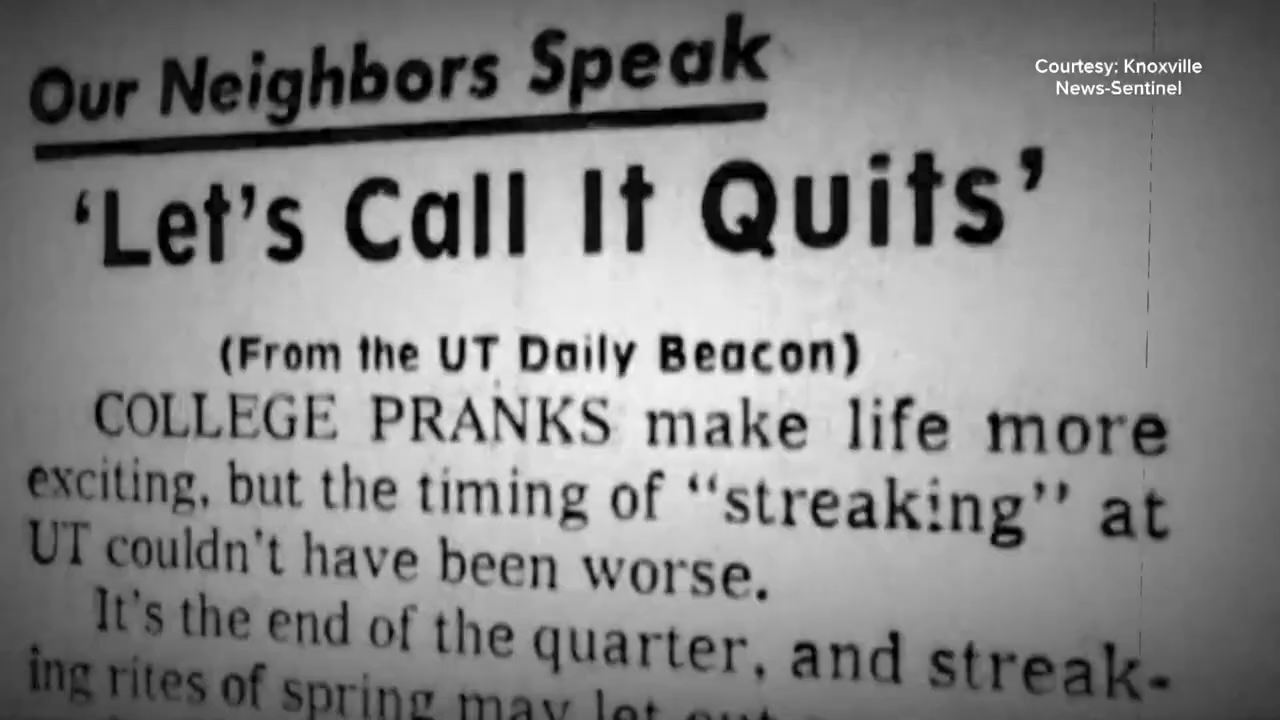 Our Neighbors Speak
Courtesy: Knoxville
News-Sentinel
'Let's Call It Quits'
(From the UT Daily Beacon)
COLLEGE PRANKS make life more
exciting, but the timing of "streaking" at
UT couldn't have been worse.
It's the end of the quarter, and streak-
ing rites of spring may let out